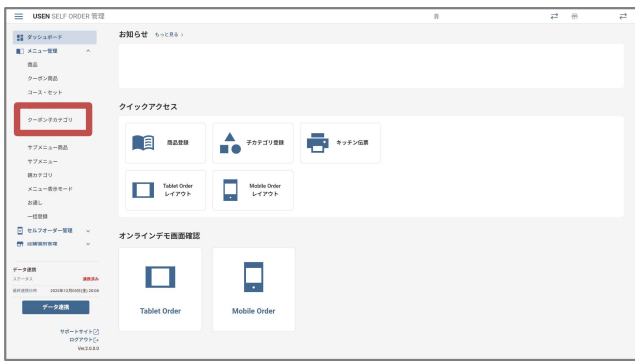 USEN SELF ORDER 管理
ダッシュボード
メニュー管理
商品
クーポン商品
コース・セット
クーポン子カテゴリ
サブメニュー商品
サブメニュー
親カテゴリ
メニュー表示モード
お通し
一括登録
セルフオーダー管理
店舗個別管理
データ連携
ステータス 連携済み
データ連携
サポートサイト
ログアウト
Ver.2.0.0.0
お知らせ もっと見る
クイックアクセス
商品登録
子カテゴリ登録
キッチン伝票
Tablet Order
レイアウト
Mobile Order
レイアウト
オンラインデモ画面確認
Tablet Order
Mobile Order